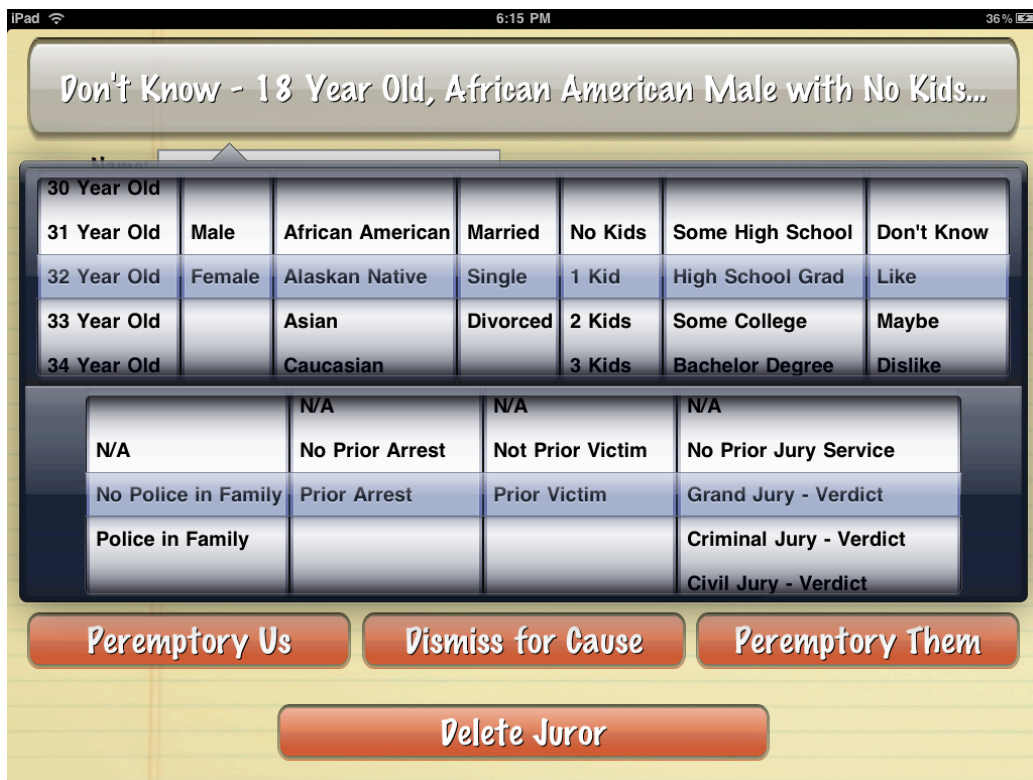 iPad 6:15 PM 36%
Don't Know - 18 Year Old, African American Male with No Kids...
Name:
30 Year Old
31 Year Old Male African American Married No Kids Some High School Don't Know
32 Year Old Female Alaskan Native Single 1 Kid High School Grad Like
33 Year Old Asian Divorced 2 Kids Some College Maybe
34 Year Old Caucasian 3 Kids Bachelor Degree Dislike
N/A N/A N/A
N/A No Prior Arrest Not Prior Victim No Prior Jury Service
No Police in Family Prior Arrest Prior Victim Grand Jury - Verdict
Police in Family Criminal Jury - Verdict
Civil Jury - Verdict
Peremptory Us Dismiss for Cause Peremptory Them
Delete Juror